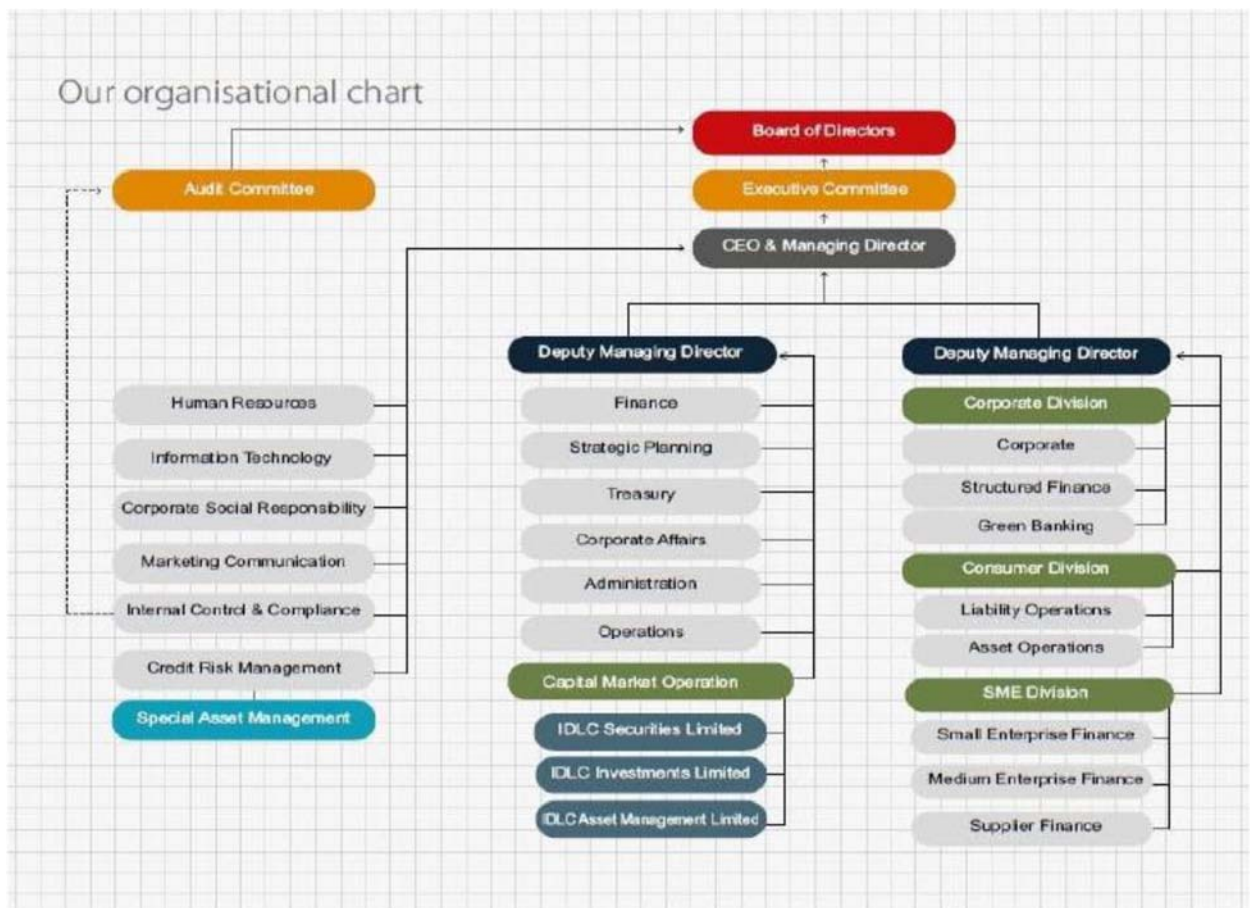 Our organisational chart
Board of Directors
Audit Committee
Executive Committee
CEO & Managing Director
Deputy Managing Director
Deputy Managing Director
Human Resources
Information Technology
Corporate Social Responsibility
Marketing Communication
Internal Control & Compliance
Credit Risk Management
Special Asset Management
Finance
Strategic Planning
Treasury
Corporate Affairs
Administration
Operations
Capital Market Operation
IDLC Securities Limited
IDLC Investments Limited
IDLC Asset Management Limited
Corporate Division
Corporate
Structured Finance
Green Banking
Consumer Division
Liability Operations
Asset Operations
SME Division
Small Enterprise Finance
Medium Enterprise Finance
Supplier Finance